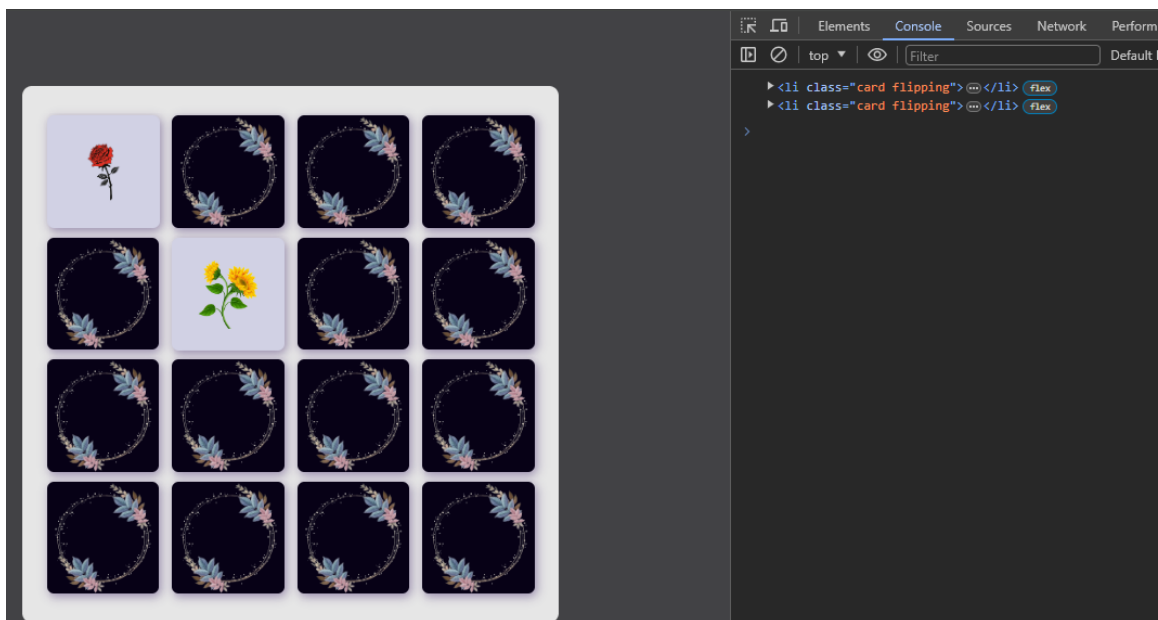 Elements Console Sources Network Perform
top Filter Default
<li class="card flipping"> </li> flex
<li class="card flipping"> </li> flex